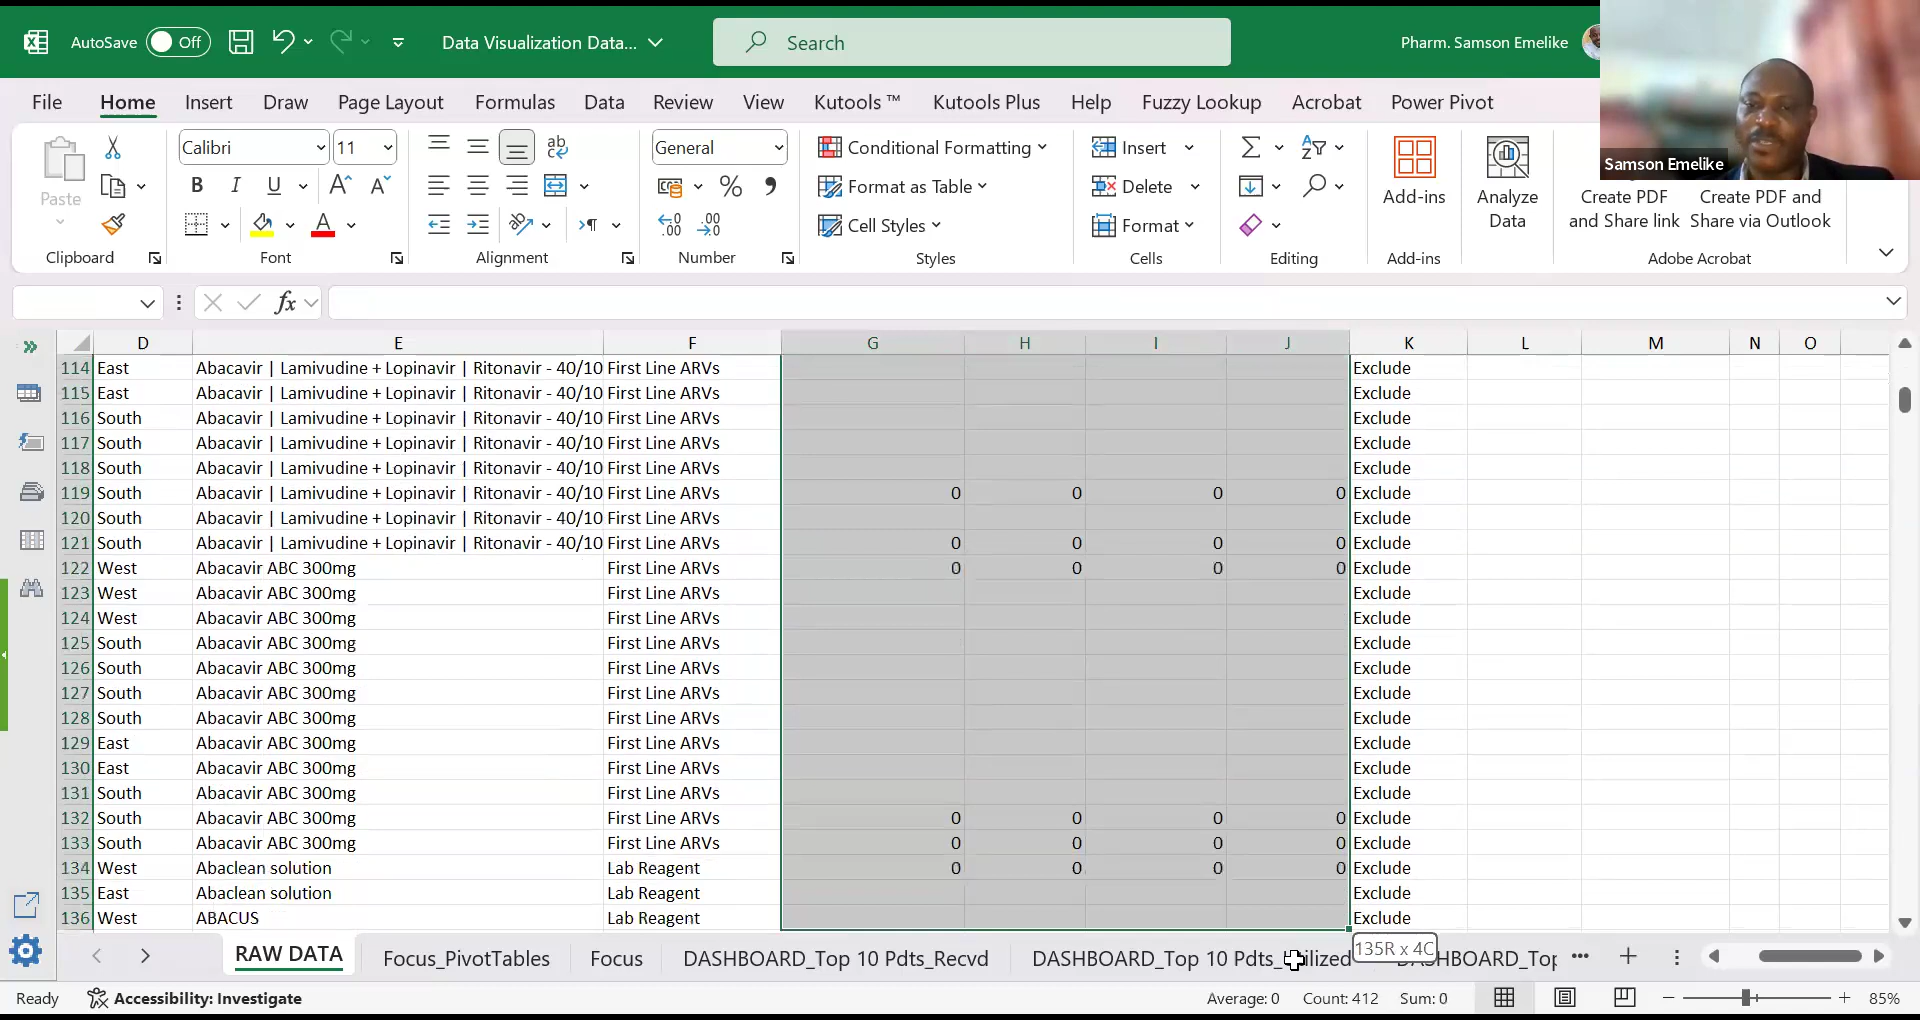 AutoSave Off Data Visualization Data... Search Pharm. Samson Emelike
File Home Insert Draw Page Layout Formulas Data Review View Kutools ™ Kutools Plus Help Fuzzy Lookup Acrobat Power Pivot
Samson Emelike
Paste
Calibri 11
General
Conditional Formatting
Format as Table
Cell Styles
Insert
Delete
Format
Add-ins
Analyze
Data
Create PDF
and Share link
Create PDF and
Share via Outlook
Clipboard Font Alignment Number Styles Cells Editing Add-ins Adobe Acrobat
fx
D E F G H I J K L M N O
114 East Abacavir | Lamivudine + Lopinavir | Ritonavir - 40/10 First Line ARVs Exclude
115 East Abacavir | Lamivudine + Lopinavir | Ritonavir - 40/10 First Line ARVs Exclude
116 South Abacavir | Lamivudine + Lopinavir | Ritonavir - 40/10 First Line ARVs Exclude
117 South Abacavir | Lamivudine + Lopinavir | Ritonavir - 40/10 First Line ARVs Exclude
118 South Abacavir | Lamivudine + Lopinavir | Ritonavir - 40/10 First Line ARVs Exclude
119 South Abacavir | Lamivudine + Lopinavir | Ritonavir - 40/10 First Line ARVs 0 0 0 0 Exclude
120 South Abacavir | Lamivudine + Lopinavir | Ritonavir - 40/10 First Line ARVs Exclude
121 South Abacavir | Lamivudine + Lopinavir | Ritonavir - 40/10 First Line ARVs 0 0 0 0 Exclude
122 West Abacavir ABC 300mg First Line ARVs 0 0 0 0 Exclude
123 West Abacavir ABC 300mg First Line ARVs Exclude
124 West Abacavir ABC 300mg First Line ARVs Exclude
125 South Abacavir ABC 300mg First Line ARVs Exclude
126 South Abacavir ABC 300mg First Line ARVs Exclude
127 South Abacavir ABC 300mg First Line ARVs Exclude
128 South Abacavir ABC 300mg First Line ARVs Exclude
129 East Abacavir ABC 300mg First Line ARVs Exclude
130 East Abacavir ABC 300mg First Line ARVs Exclude
131 South Abacavir ABC 300mg First Line ARVs Exclude
132 South Abacavir ABC 300mg First Line ARVs 0 0 0 0 Exclude
133 South Abacavir ABC 300mg First Line ARVs 0 0 0 0 Exclude
134 West Abaclean solution Lab Reagent 0 0 0 0 Exclude
135 East Abaclean solution Lab Reagent Exclude
136 West ABACUS Lab Reagent Exclude
135R x 4C
RAW DATA Focus_PivotTables Focus DASHBOARD_Top 10 Pdts_Recvd DASHBOARD_Top 10 Pdts_ ilized DASHBOARD_Top
Ready Accessibility: Investigate Average: 0 Count: 412 Sum: 0 85%